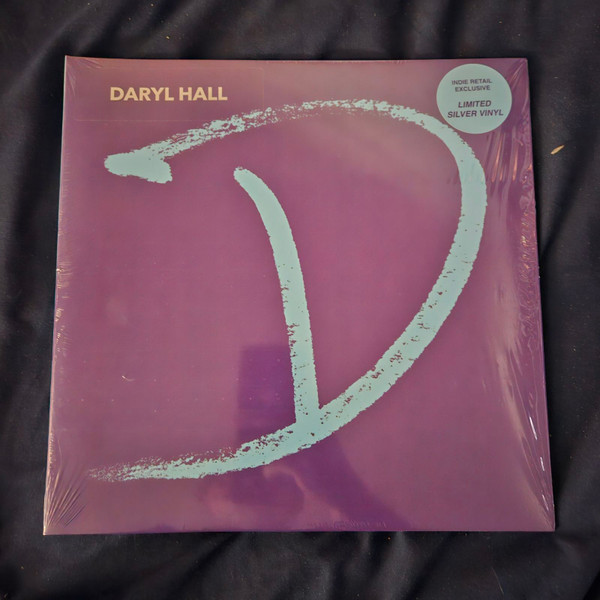 DARYL HALL
INDIE RETAIL
EXCLUSIVE
LIMITED
SILVER VINYL
D